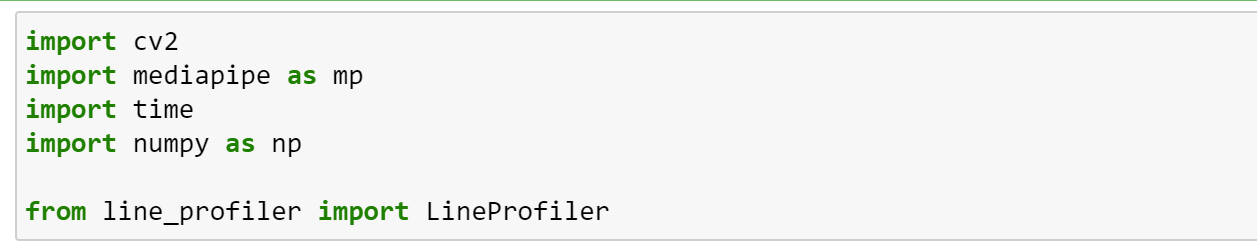 import cv2
import mediapipe as mp
import time
import numpy as np
from line_profiler import LineProfiler